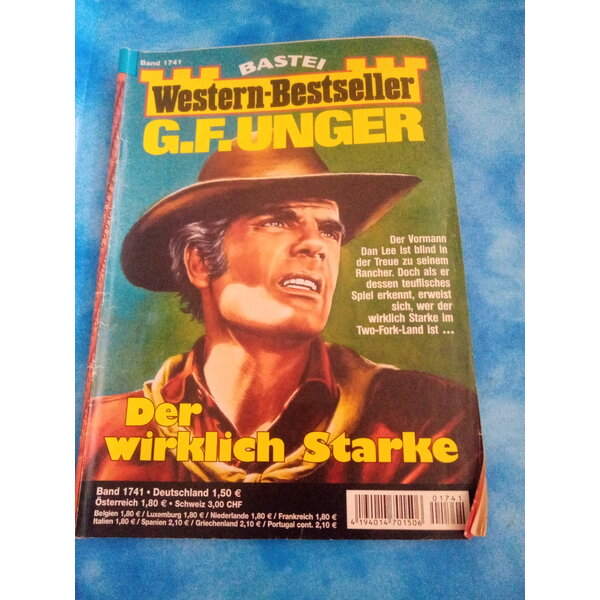 Band 1741
BASTEI
Western-Bestseller
G.F. UNGER
Der Vormann
Dan Lee ist blind in
der Treue zu seinem
Rancher. Doch als er
dessen teuflisches
Spiel erkennt, erweist
sich, wer der
wirklich Starke im
Two-Fork-Land ist ...
Der
wirklich Starke
Band 1741 • Deutschland 1,50 €
Österreich 1,80 € • Schweiz 3,00 CHF
Belgien 1,80 € / Luxemburg 1,80 € / Niederlande 1,80 € / Frankreich 1,80 €
Italien 1,80 € / Spanien 2,10 € / Griechenland 2,10 € / Portugal cont. 2,10 €
01741
4 194014 701506